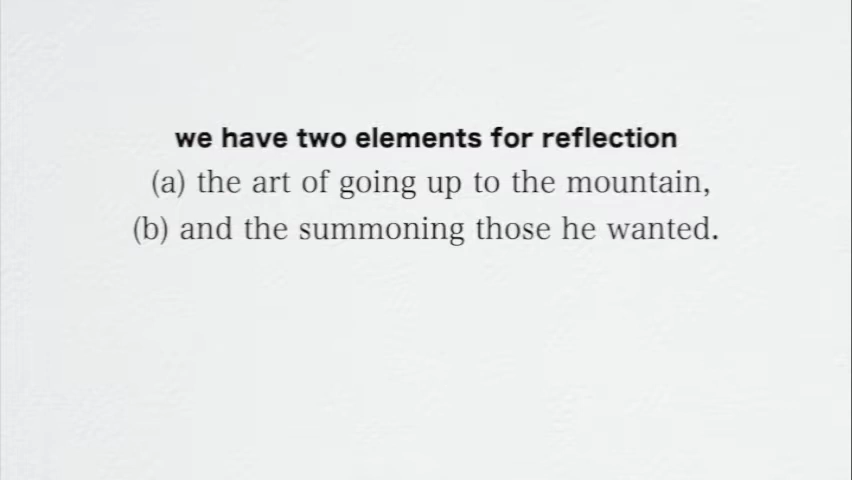 we have two elements for reflection
(a) the art of going up to the mountain,
(b) and the summoning those he wanted.